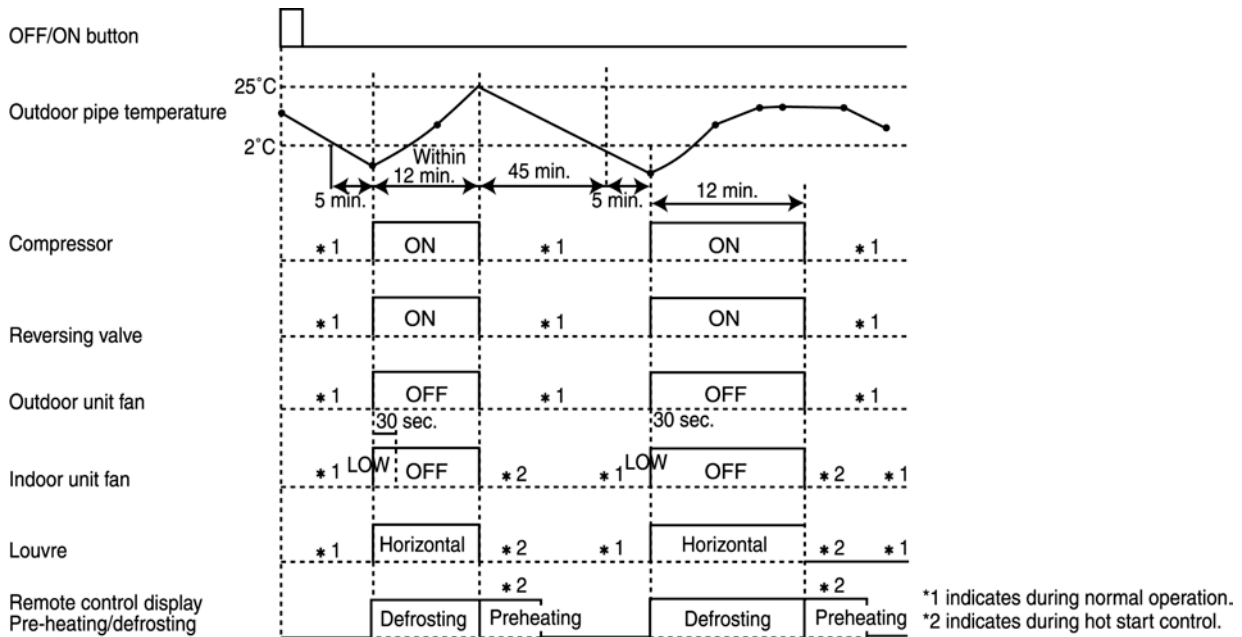 OFF/ON button
25˚C
Outdoor pipe temperature
2˚C
Within
12 min.
45 min.
5 min.
5 min.
12 min.
Compressor
*1
ON
*1
ON
*1
Reversing valve
*1
ON
*1
ON
*1
Outdoor unit fan
*1
OFF
*1
OFF
*1
30 sec.
30 sec.
Indoor unit fan
*1
LOW
OFF
*2
*1
LOW
OFF
*2
*1
Louvre
*1
Horizontal
*2
*1
Horizontal
*2
*1
*2
*2
Remote control display
Pre-heating/defrosting
Defrosting
Preheating
Defrosting
Preheating
*1 indicates during normal operation.
*2 indicates during hot start control.